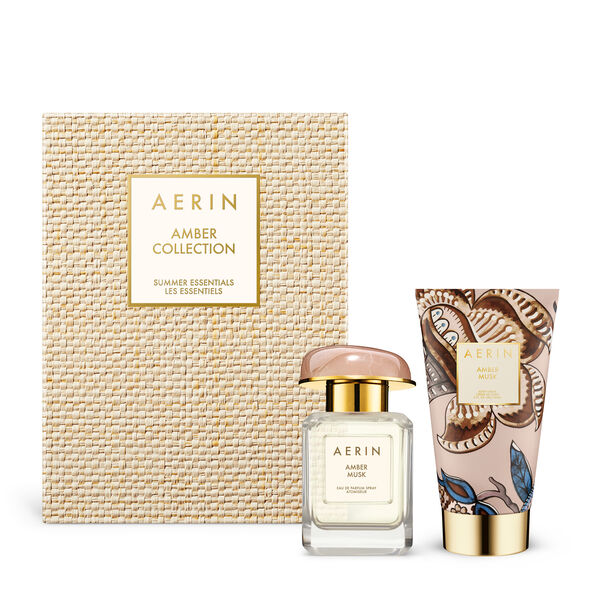 AERIN
AMBER
COLLECTION
SUMMER ESSENTIALS
LES ESSENTIELS
AERIN
AMBER
MUSK
EAU DE PARFUM SPRAY
ATOMISEUR
AERIN
AMBER
MUSK